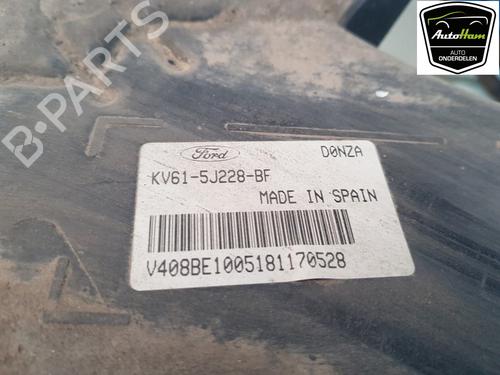 AutoHam
AUTO
ONDERDELEN
B-PARTS
Ford
D0NZA
KV61-5J228-BF
MADE IN SPAIN
V408BE1005181170528